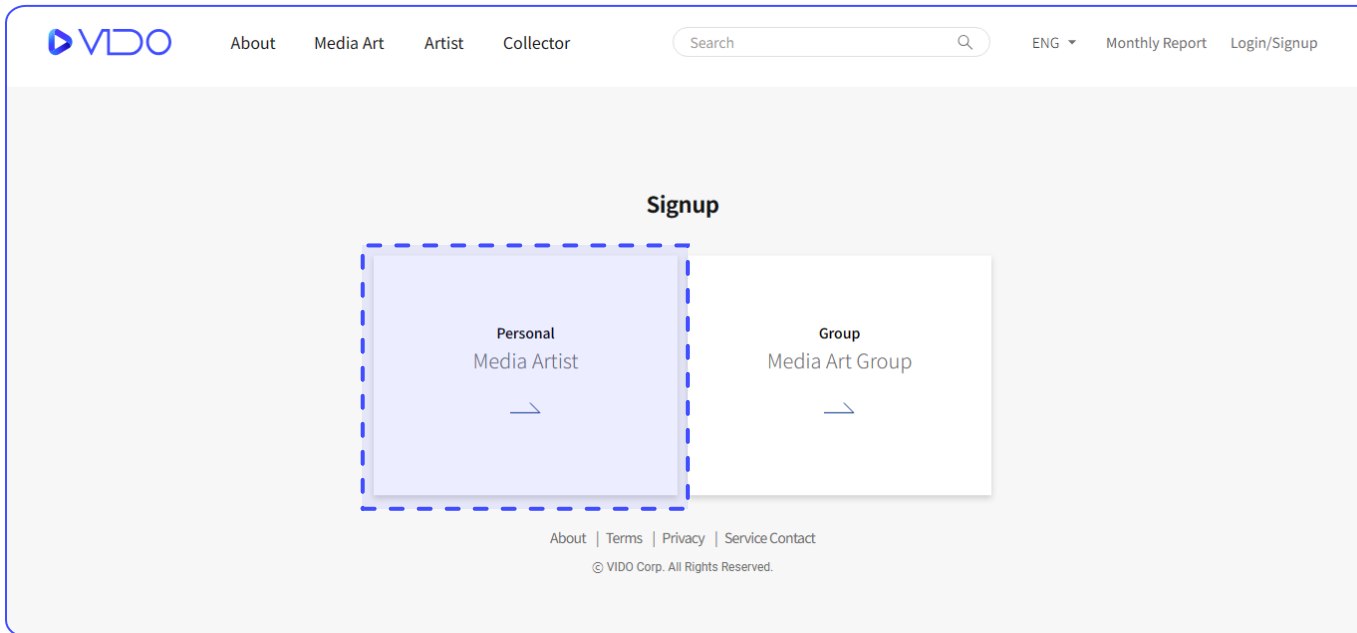 VIDO About Media Art Artist Collector Search ENG Monthly Report Login/Signup
Signup
Personal
Media Artist
Group
Media Art Group
About | Terms | Privacy | Service Contact
ⓒ VIDO Corp. All Rights Reserved.